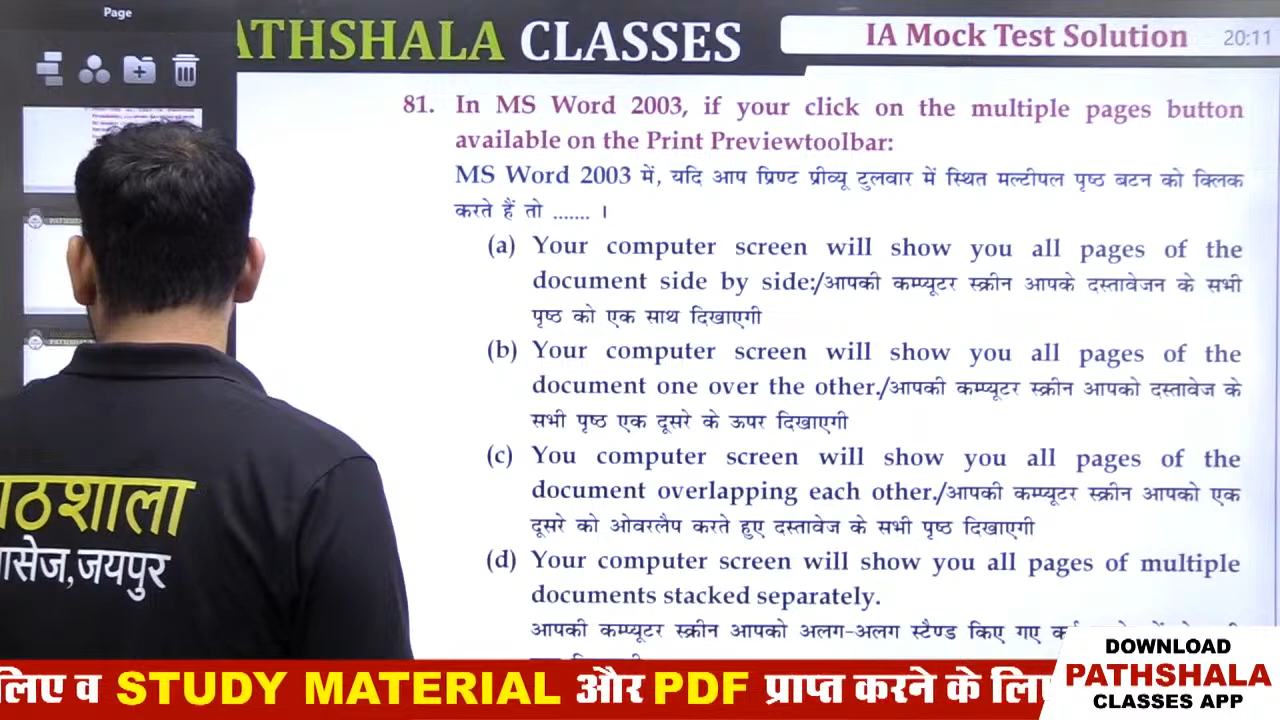 Page
ATHSHALA CLASSES
IA Mock Test Solution
20:11
81. In MS Word 2003, if your click on the multiple pages button
available on the Print Previewtoolbar:
MS Word 2003 में, यदि आप प्रिण्ट प्रीव्यू टुलवार में स्थित मल्टीपल पृष्ठ बटन को क्लिक
करते हैं तो ....... ।
(a) Your computer screen will show you all pages of the
document side by side:/आपकी कम्प्यूटर स्क्रीन आपके दस्तावेजन के सभी
पृष्ठ को एक साथ दिखाएगी
(b) Your computer screen will show you all pages of the
document one over the other./आपकी कम्प्यूटर स्क्रीन आपको दस्तावेज के
सभी पृष्ठ एक दूसरे के ऊपर दिखाएगी
(c) You computer screen will show you all pages of the
document overlapping each other./आपकी कम्प्यूटर स्क्रीन आपको एक
दूसरे को ओवरलैप करते हुए दस्तावेज के सभी पृष्ठ दिखाएगी
(d) Your computer screen will show you all pages of multiple
documents stacked separately.
आपकी कम्प्यूटर स्क्रीन आपको अलग-अलग स्टैण्ड किए गए
ाठशाला
ासेज,जयपुर
लिए व STUDY MATERIAL और PDF प्राप्त करने के लिए
DOWNLOAD
PATHSHALA
CLASSES APP